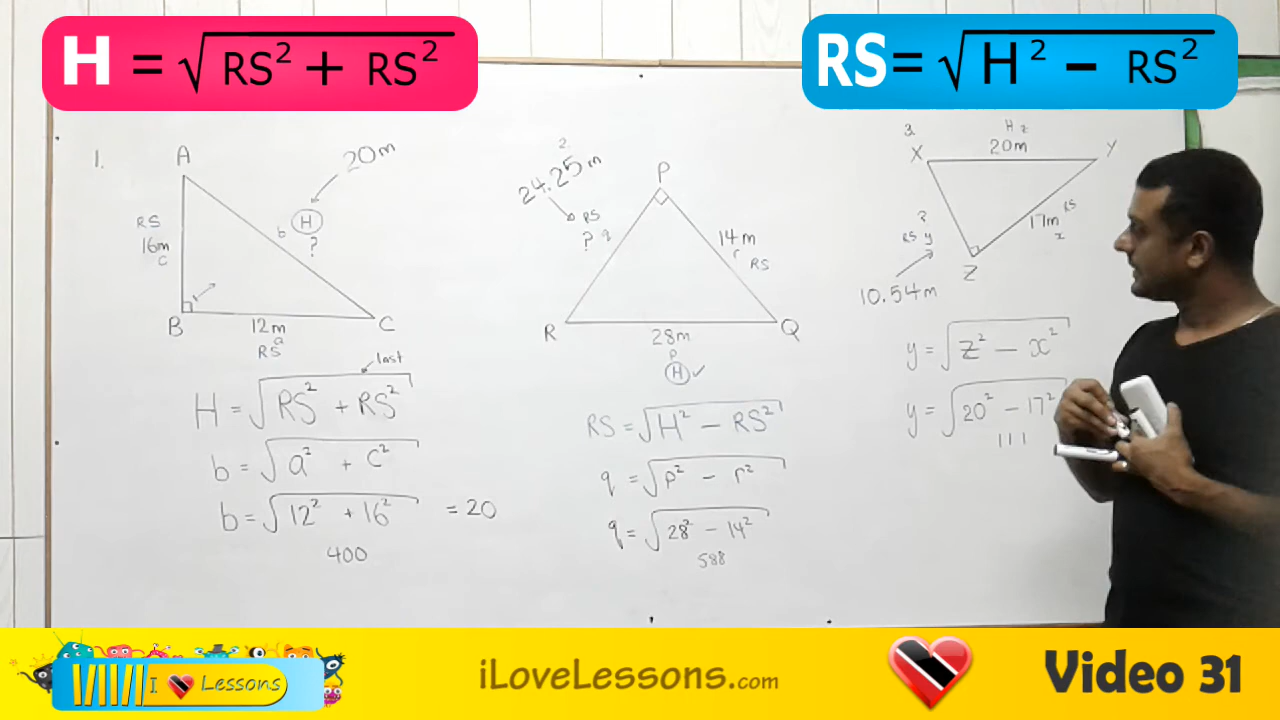 H = √RS² + RS²
RS = √H² − RS²
1.
A
20m
RS
16m
c
b
H
?
B
12m
a
RS
C
last
H = √RS² + RS²
b = √a² + c²
b = √12² + 16² = 20
400
2.
24.25m
P
RS
? q
14m
r
RS
R
28m
Q
p
H ✓
RS = √H² − RS²
q = √p² − r²
q = √28² − 14²
588
3.
H z
X
20m
Y
?
RS y
17m RS
x
Z
10.54m
y = √z² − x²
y = √20² − 17²
111
I Lessons
iLoveLessons.com
Video 31